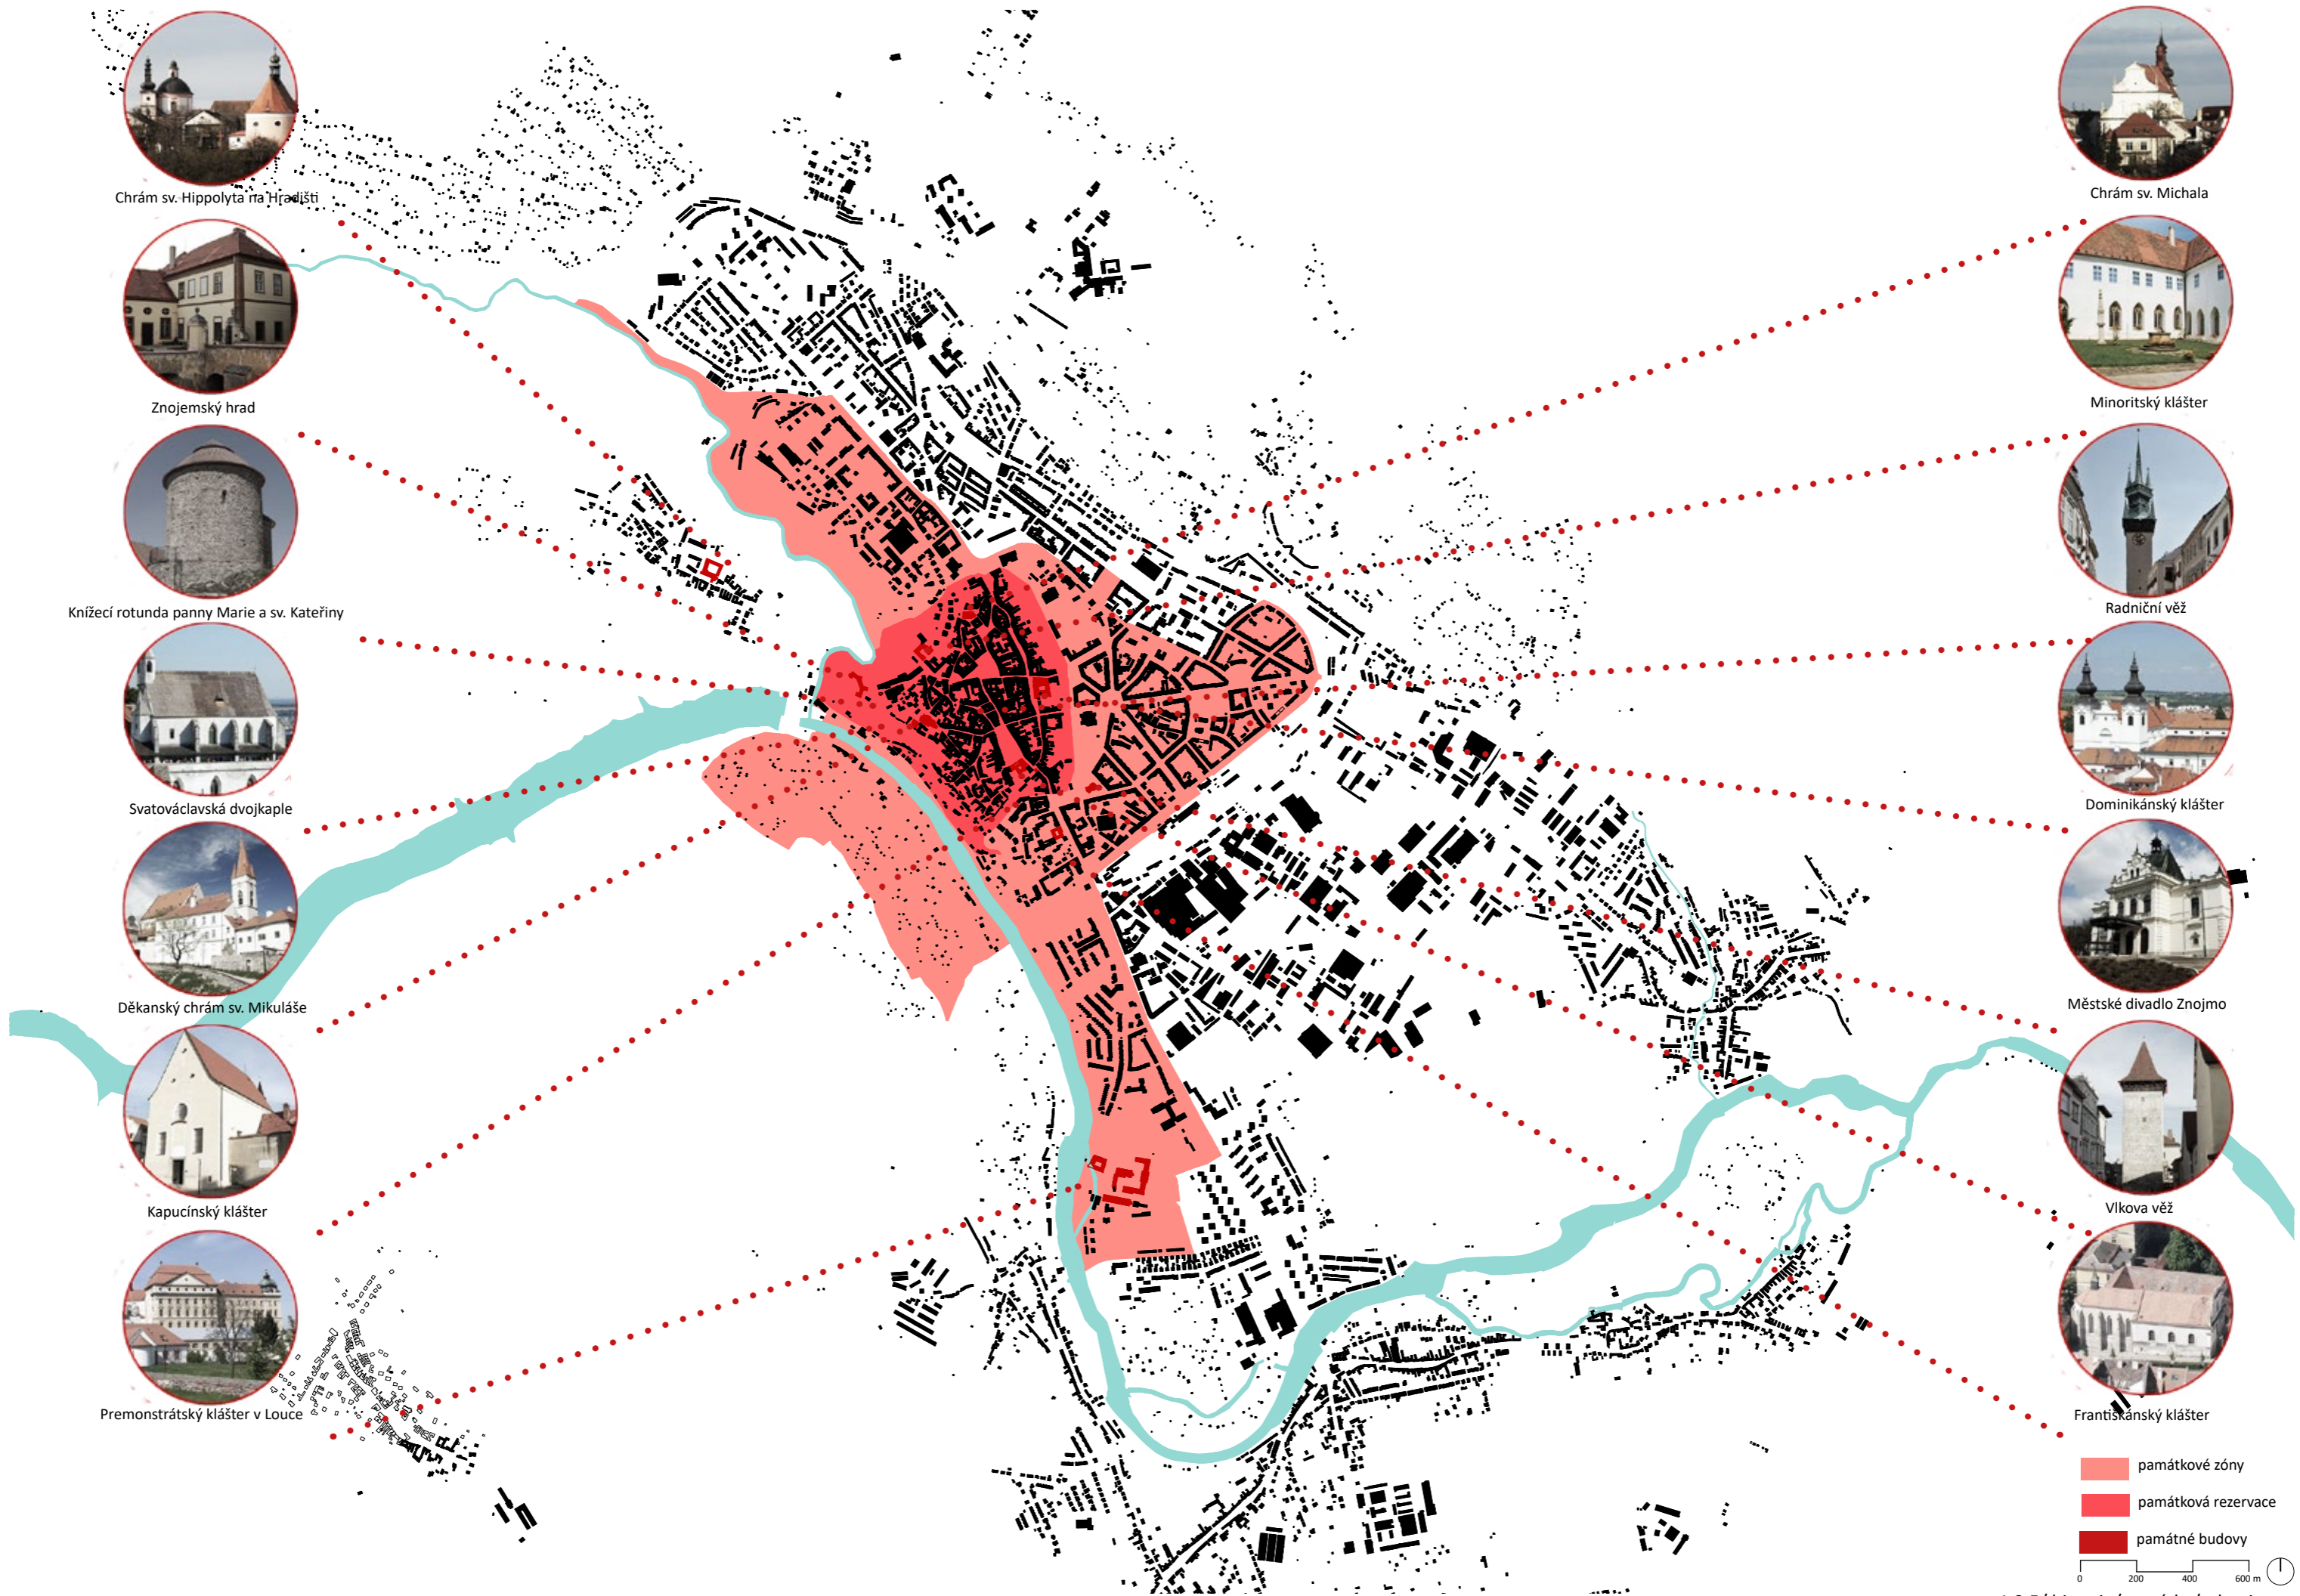 Chrám sv. Hippolyta na Hradišti
Znojemský hrad
Knížecí rotunda panny Marie a sv. Kateřiny
Svatováclavská dvojkaple
Děkanský chrám sv. Mikuláše
Kapucínský klášter
Premonstrátský klášter v Louce
Chrám sv. Michala
Minoritský klášter
Radniční věž
Dominikánský klášter
Městské divadlo Znojmo
Vlkova věž
Františkánský klášter
památkové zóny
památková rezervace
památné budovy
0 200 400 600 m